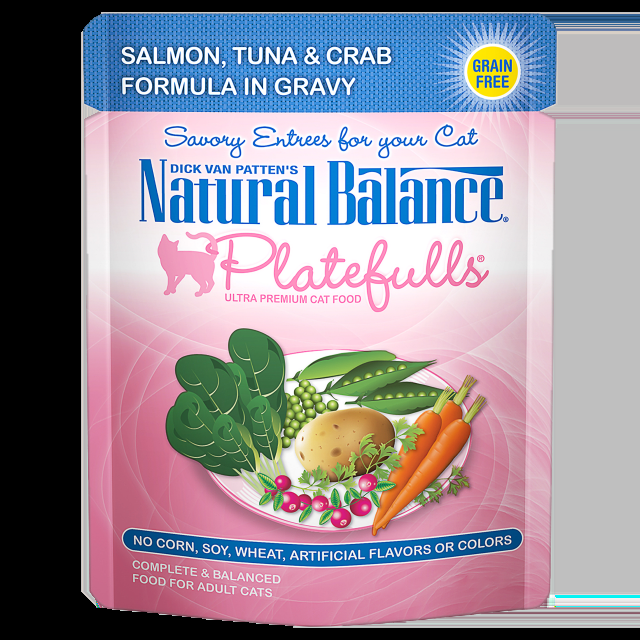 SALMON, TUNA & CRAB
FORMULA IN GRAVY
GRAIN
FREE
Savory Entrees for your Cat
DICK VAN PATTEN'S
Natural Balance®
Platefulls®
ULTRA PREMIUM CAT FOOD
NO CORN, SOY, WHEAT, ARTIFICIAL FLAVORS OR COLORS
COMPLETE & BALANCED
FOOD FOR ADULT CATS